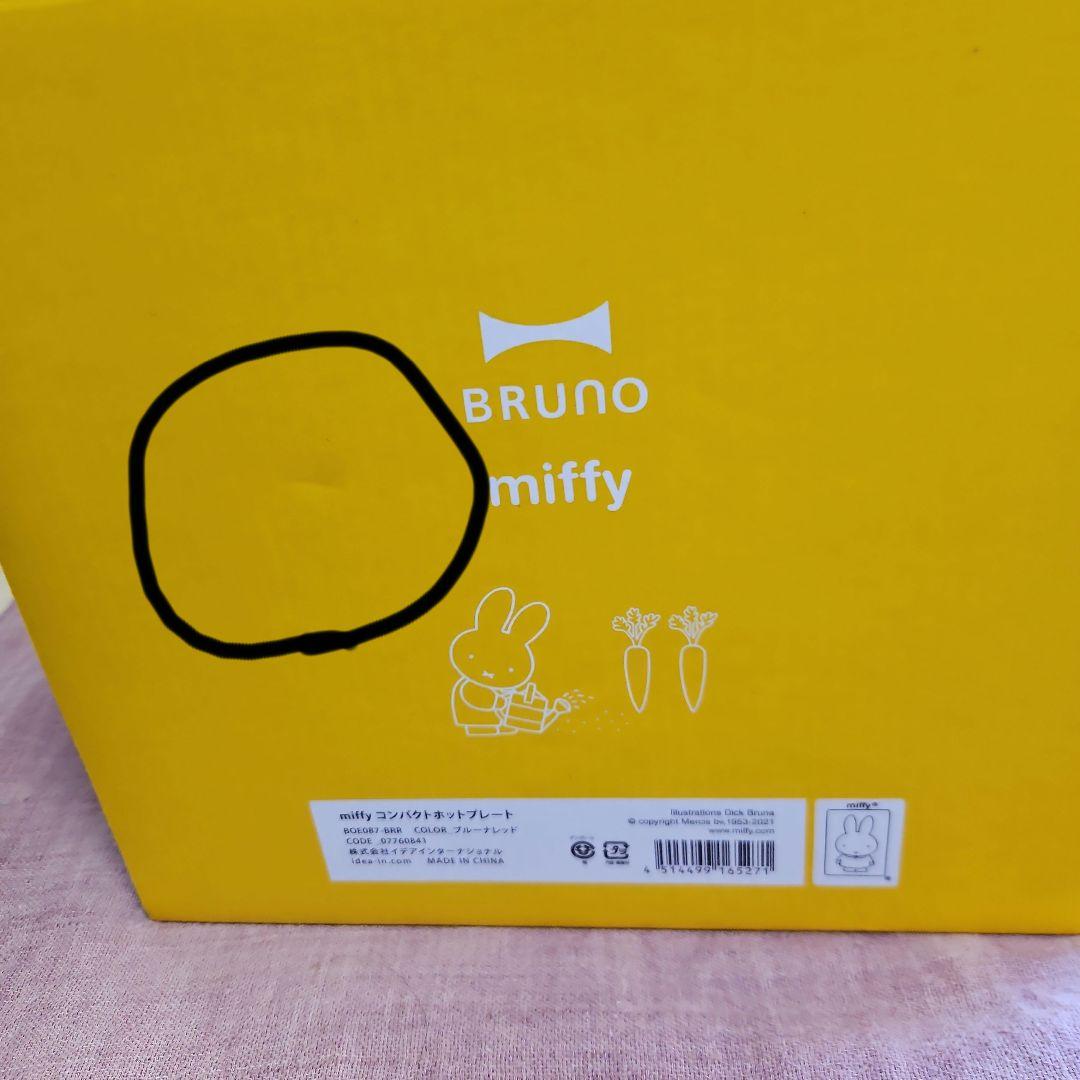 BRUNO
miffy
miffy コンパクトホットプレート
BOE087-BRR COLOR ブルーナレッド
CODE 07760841
株式会社イデアインターナショナル
idea-in.com MADE IN CHINA
Illustrations Dick Bruna
© copyright Mercis bv,1953-2021
www.miffy.com
4 514499 165271
miffy